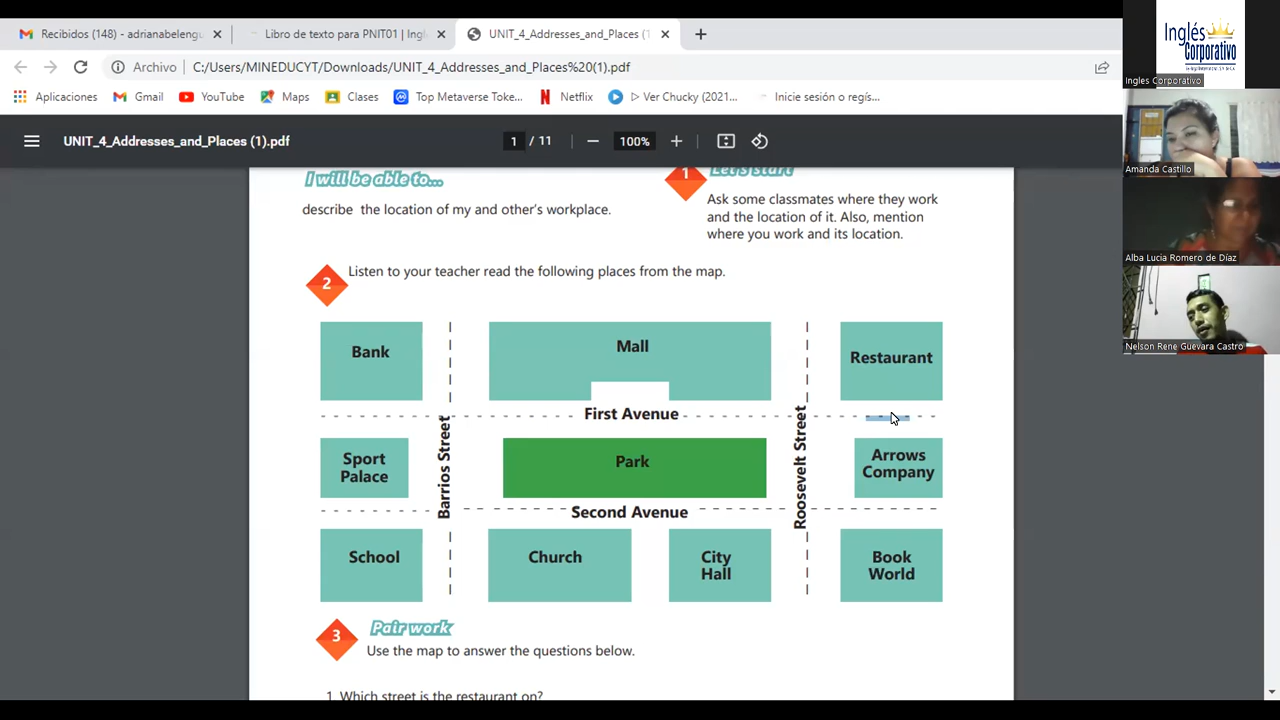 Recibidos (148) - adrianabelengu
Libro de texto para PNIT01 | Ingl
UNIT_4_Addresses_and_Places (1
Archivo
C:/Users/MINEDUCYT/Downloads/UNIT_4_Addresses_and_Places%20(1).pdf
Aplicaciones
Gmail
YouTube
Maps
Clases
Top Metaverse Toke...
Netflix
▷ Ver Chucky (2021...
Inicie sesión o regís...
UNIT_4_Addresses_and_Places (1).pdf
1 / 11
100%
I will be able to...
describe the location of my and other's workplace.
1
Let's start
Ask some classmates where they work
and the location of it. Also, mention
where you work and its location.
2
Listen to your teacher read the following places from the map.
Bank
Mall
Restaurant
First Avenue
Sport
Palace
Barrios Street
Park
Roosevelt Street
Arrows
Company
Second Avenue
School
Church
City
Hall
Book
World
3
Pair work
Use the map to answer the questions below.
1. Which street is the restaurant on?
Inglés
Corporativo
Ingles Corporativo
Amanda Castillo
Alba Lucia Romero de Díaz
Nelson Rene Guevara Castro